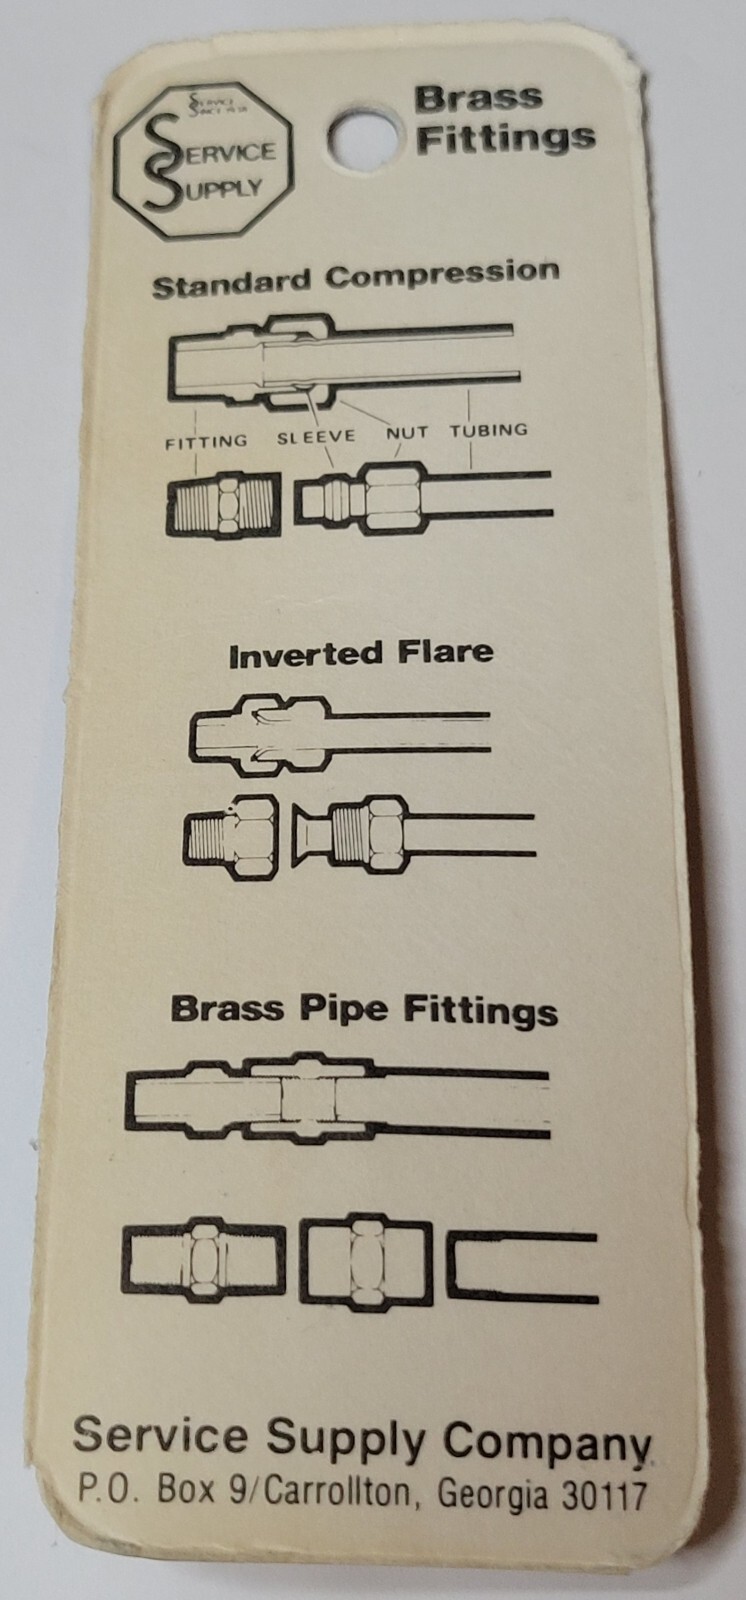 SERVICE
SERVICE
SUPPLY
Brass
Fittings
Standard Compression
FITTING SLEEVE NUT TUBING
Inverted Flare
Brass Pipe Fittings
Service Supply Company
P.O. Box 9/Carrollton, Georgia 30117